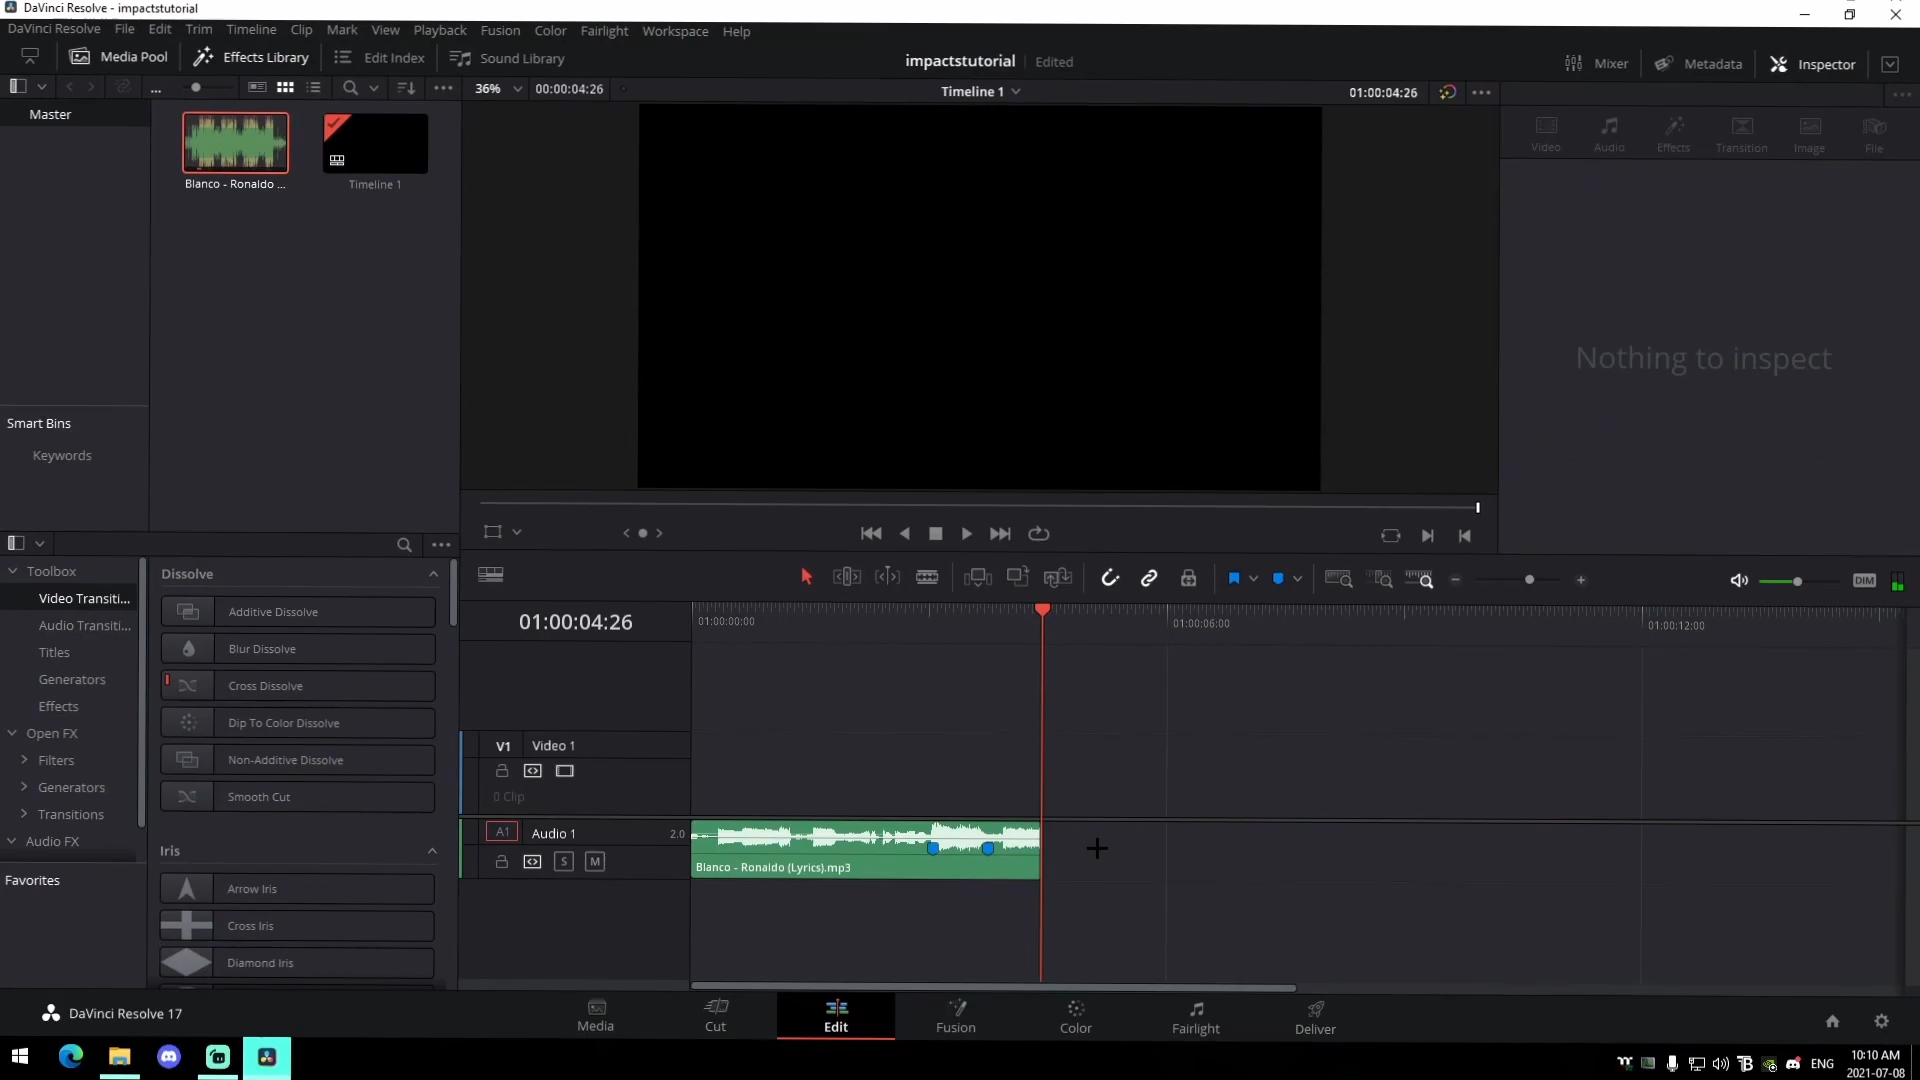 DaVinci Resolve - impactstutorial
DaVinci Resolve File Edit Trim Timeline Clip Mark View Playback Fusion Color Fairlight Workspace Help
Media Pool Effects Library Edit Index Sound Library
impactstutorial Edited
Mixer Metadata Inspector
... 36% 00:00:04:26 Timeline 1 01:00:04:26
Master
Blanco - Ronaldo ... Timeline 1
Video Audio Effects Transition Image File
Nothing to inspect
Smart Bins
Keywords
Toolbox
Video Transiti...
Audio Transiti...
Titles
Generators
Effects
Open FX
Filters
Generators
Transitions
Audio FX
Favorites
Dissolve
Additive Dissolve
Blur Dissolve
Cross Dissolve
Dip To Color Dissolve
Non-Additive Dissolve
Smooth Cut
Iris
Arrow Iris
Cross Iris
Diamond Iris
DIM
01:00:04:26
01:00:00:00 01:00:06:00 01:00:12:00
V1 Video 1
0 Clip
A1 Audio 1 2.0
S M
Blanco - Ronaldo (Lyrics).mp3
DaVinci Resolve 17
Media Cut Edit Fusion Color Fairlight Deliver
ENG
10:10 AM
2021-07-08